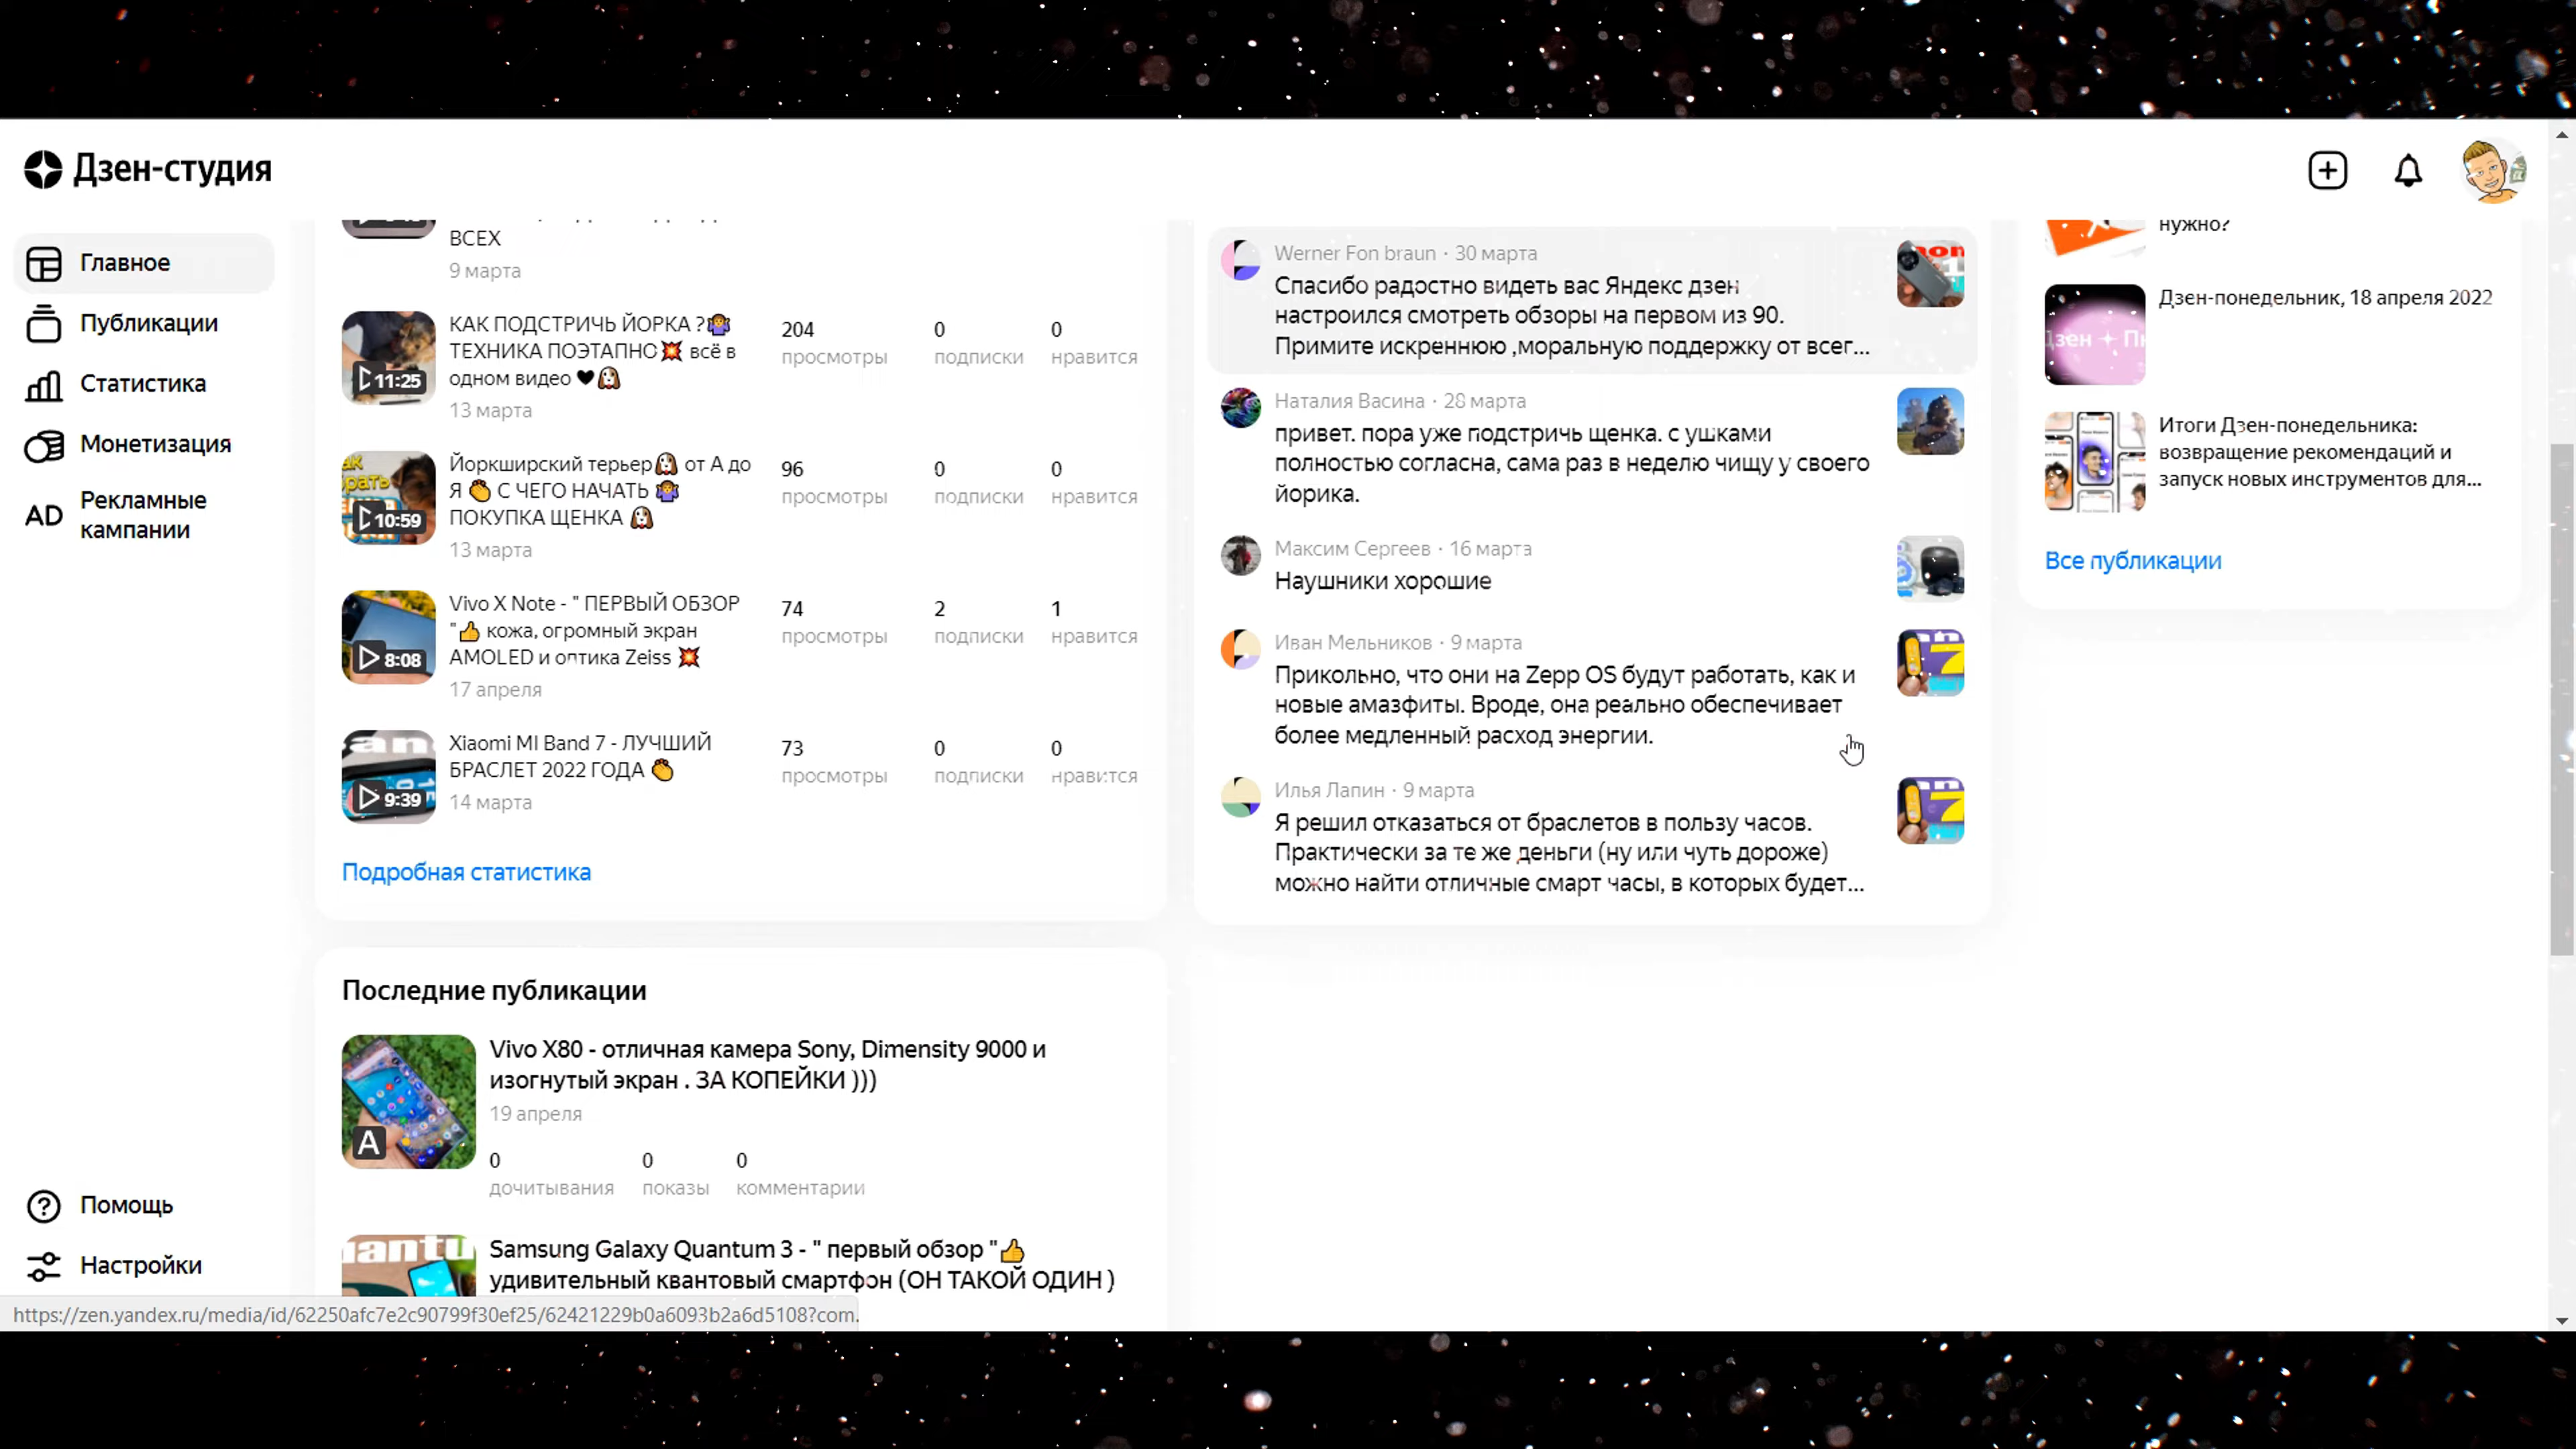 Дзен-студия
Главное
Публикации
Статистика
Монетизация
AD
Рекламные
кампании
Помощь
Настройки
ВСЕХ
9 марта
11:25
КАК ПОДСТРИЧЬ ЙОРКА ?🤷
ТЕХНИКА ПОЭТАПНО💥 всё в
одном видео 🖤🐶
13 марта
204
просмотры
0
подписки
0
нравится
10:59
Йоркширский терьер🐶 от А до
Я 👏 С ЧЕГО НАЧАТЬ 🤷
ПОКУПКА ЩЕНКА 🐶
13 марта
96
просмотры
0
подписки
0
нравится
8:08
Vivo X Note - " ПЕРВЫЙ ОБЗОР
"👍 кожа, огромный экран
AMOLED и оптика Zeiss 💥
17 апреля
74
просмотры
2
подписки
1
нравится
9:39
Xiaomi MI Band 7 - ЛУЧШИЙ
БРАСЛЕТ 2022 ГОДА 👏
14 марта
73
просмотры
0
подписки
0
нравится
Подробная статистика
Последние публикации
A
Vivo X80 - отличная камера Sony, Dimensity 9000 и
изогнутый экран . ЗА КОПЕЙКИ )))
19 апреля
0
дочитывания
0
показы
0
комментарии
Samsung Galaxy Quantum 3 - " первый обзор "👍
удивительный квантовый смартфон (ОН ТАКОЙ ОДИН )
Werner Fon braun · 30 марта
Спасибо радостно видеть вас Яндекс дзен
настроился смотреть обзоры на первом из 90.
Примите искреннюю ,моральную поддержку от всег...
Наталия Васина · 28 марта
привет. пора уже подстричь щенка. с ушками
полностью согласна, сама раз в неделю чищу у своего
йорика.
Максим Сергеев · 16 марта
Наушники хорошие
Иван Мельников · 9 марта
Прикольно, что они на Zepp OS будут работать, как и
новые амазфиты. Вроде, она реально обеспечивает
более медленный расход энергии.
Илья Лапин · 9 марта
Я решил отказаться от браслетов в пользу часов.
Практически за те же деньги (ну или чуть дороже)
можно найти отличные смарт часы, в которых будет...
нужно?
Дзен-понедельник, 18 апреля 2022
Итоги Дзен-понедельника:
возвращение рекомендаций и
запуск новых инструментов для...
Все публикации
https://zen.yandex.ru/media/id/62250afc7e2c90799f30ef25/62421229b0a6093b2a6d5108?com.